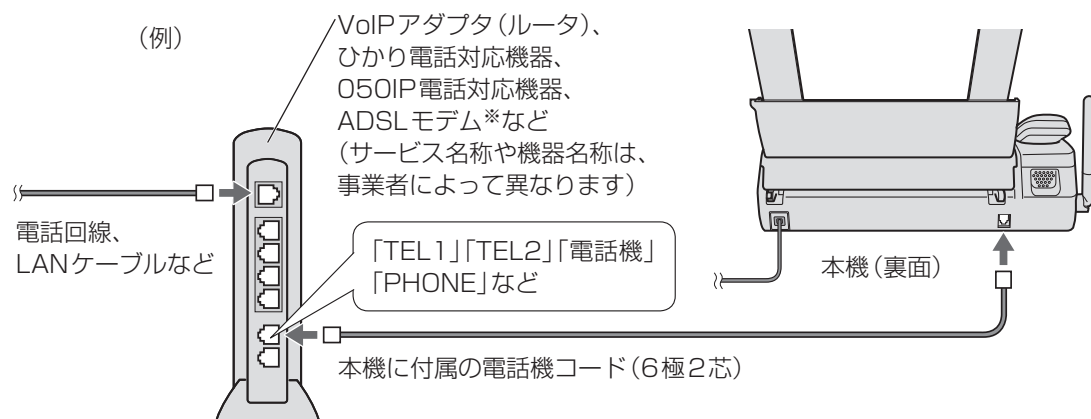 （例）
VoIPアダプタ（ルータ）、
ひかり電話対応機器、
050IP電話対応機器、
ADSLモデム※など
（サービス名称や機器名称は、
事業者によって異なります）
電話回線、
LANケーブルなど
「TEL1」「TEL2」「電話機」
「PHONE」など
本機（裏面）
本機に付属の電話機コード（6極2芯）